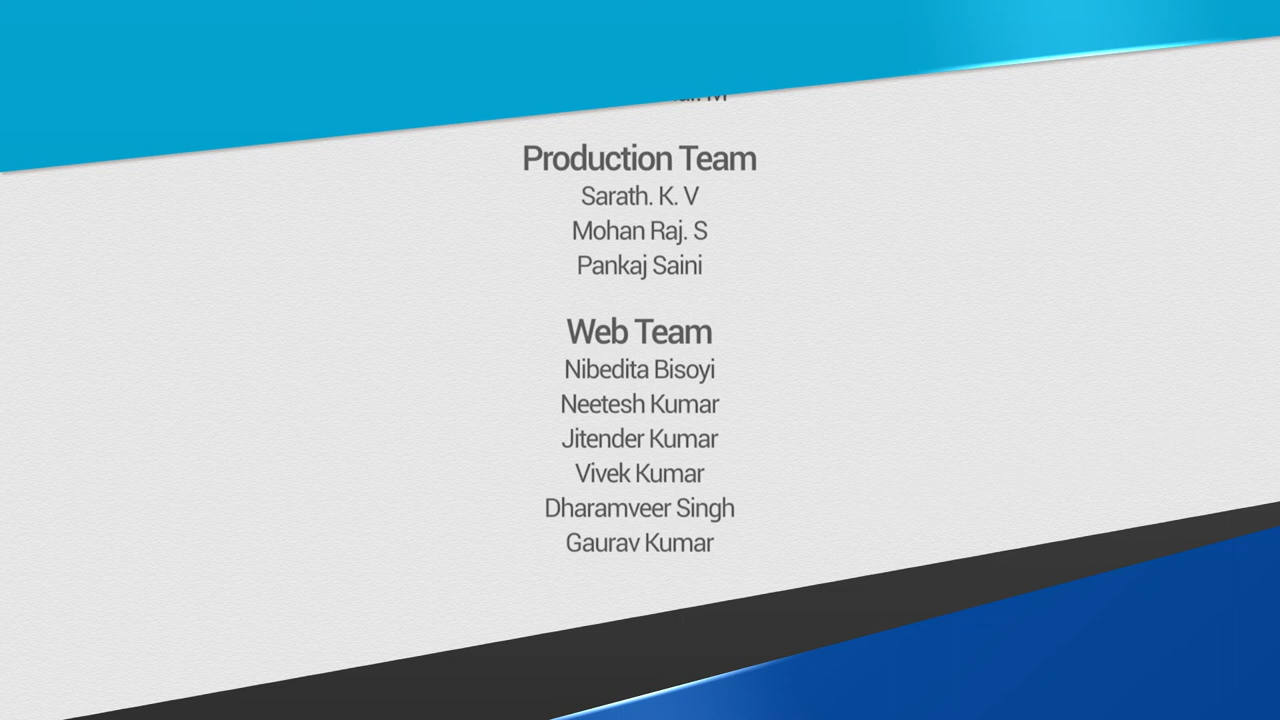 Production Team
Sarath. K. V
Mohan Raj. S
Pankaj Saini
Web Team
Nibedita Bisoyi
Neetesh Kumar
Jitender Kumar
Vivek Kumar
Dharamveer Singh
Gaurav Kumar